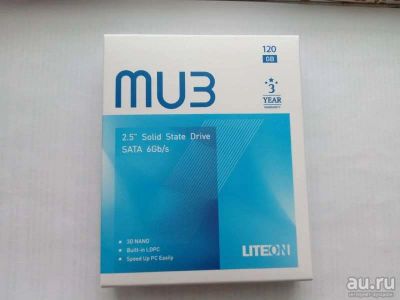 120
GB
MU3
3
YEAR
WARRANTY
2.5" Solid State Drive
SATA 6Gb/s
3D NAND
Built-in LDPC
Speed Up PC Easily
LITEON
au.ru